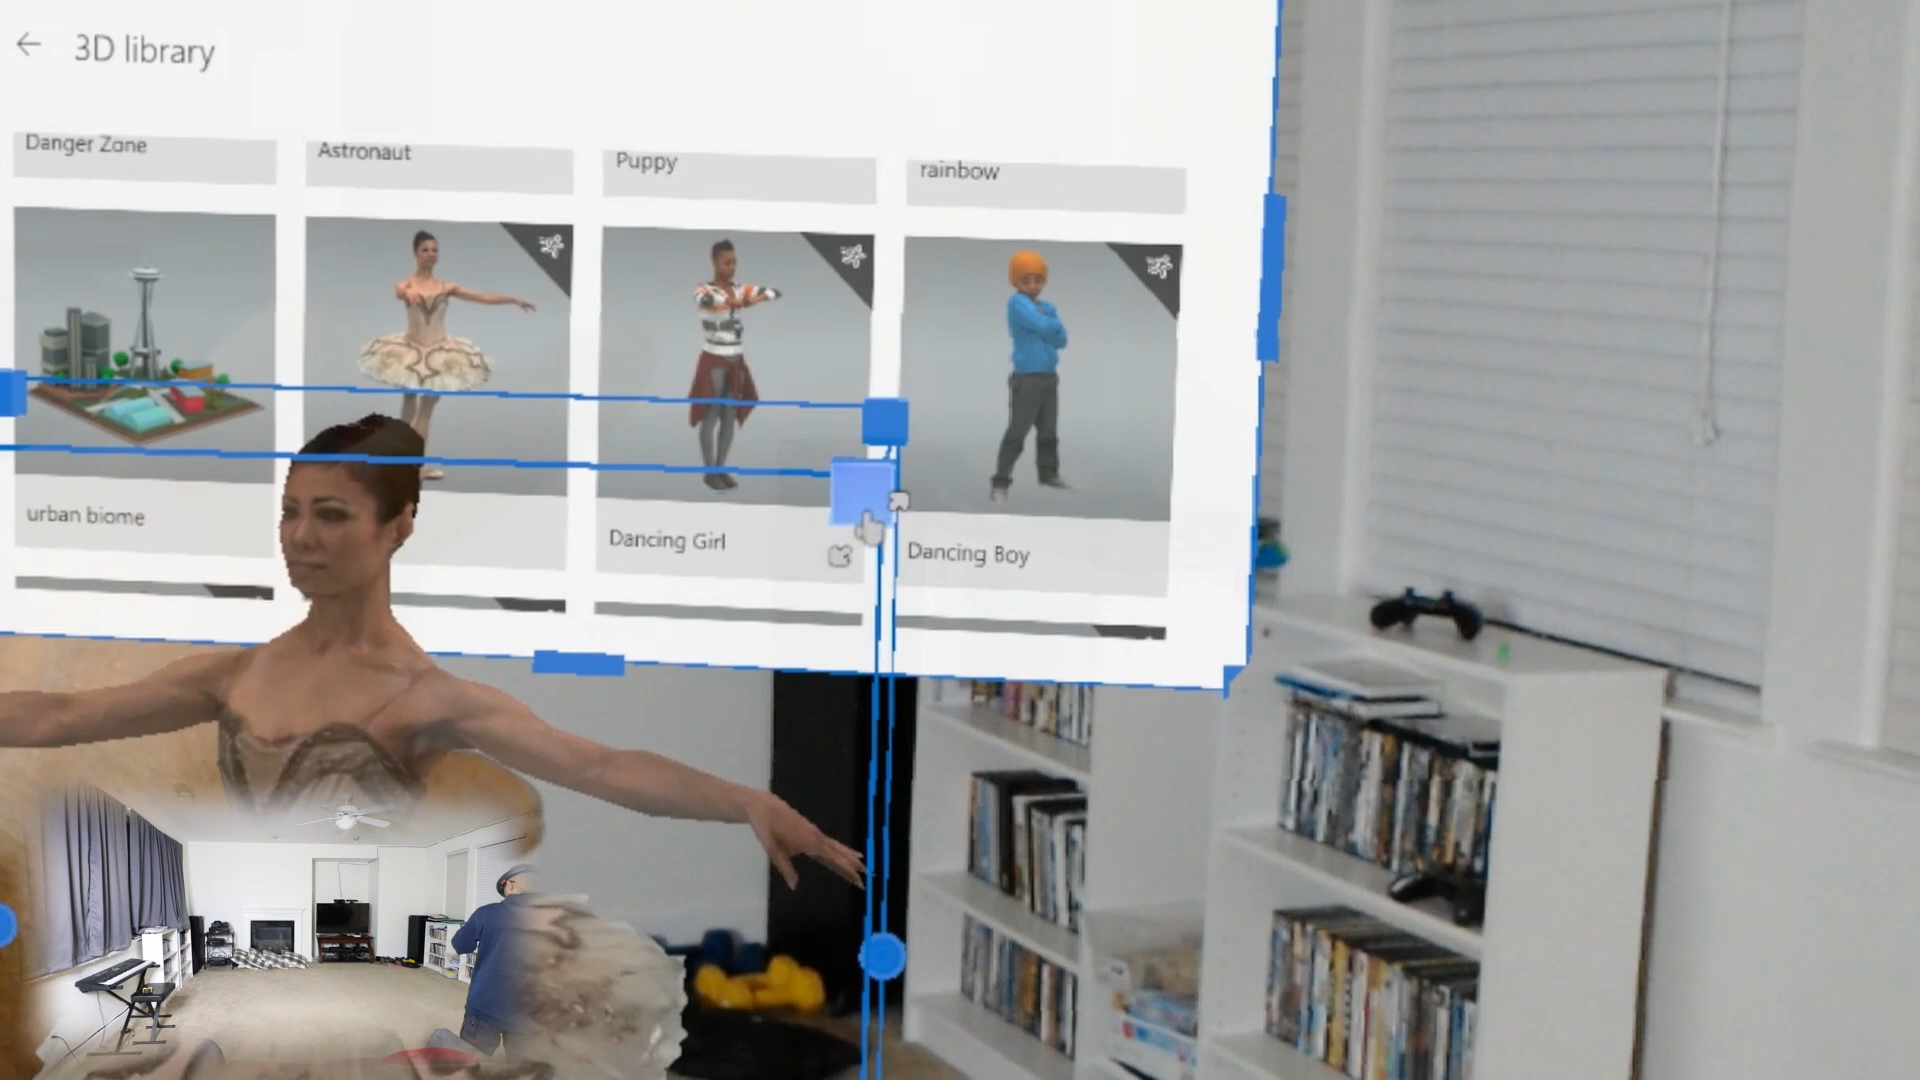 3D library
Danger Zone
Astronaut
Puppy
rainbow
urban biome
Dancing Girl
Dancing Boy